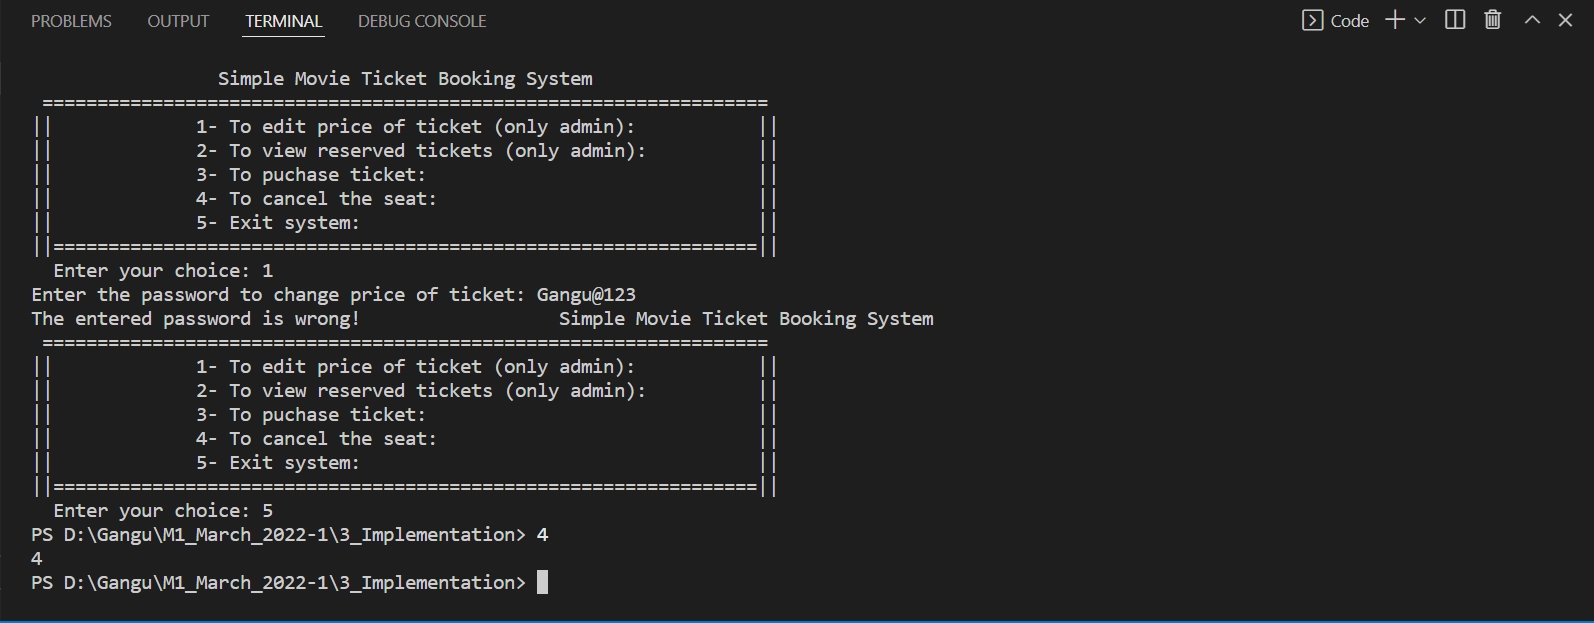 PROBLEMS OUTPUT TERMINAL DEBUG CONSOLE Code
Simple Movie Ticket Booking System
==================================================================
|| 1- To edit price of ticket (only admin): ||
|| 2- To view reserved tickets (only admin): ||
|| 3- To puchase ticket: ||
|| 4- To cancel the seat: ||
|| 5- Exit system: ||
||================================================================||
Enter your choice: 1
Enter the password to change price of ticket: Gangu@123
The entered password is wrong! Simple Movie Ticket Booking System
==================================================================
|| 1- To edit price of ticket (only admin): ||
|| 2- To view reserved tickets (only admin): ||
|| 3- To puchase ticket: ||
|| 4- To cancel the seat: ||
|| 5- Exit system: ||
||================================================================||
Enter your choice: 5
PS D:\Gangu\M1_March_2022-1\3_Implementation> 4
4
PS D:\Gangu\M1_March_2022-1\3_Implementation>